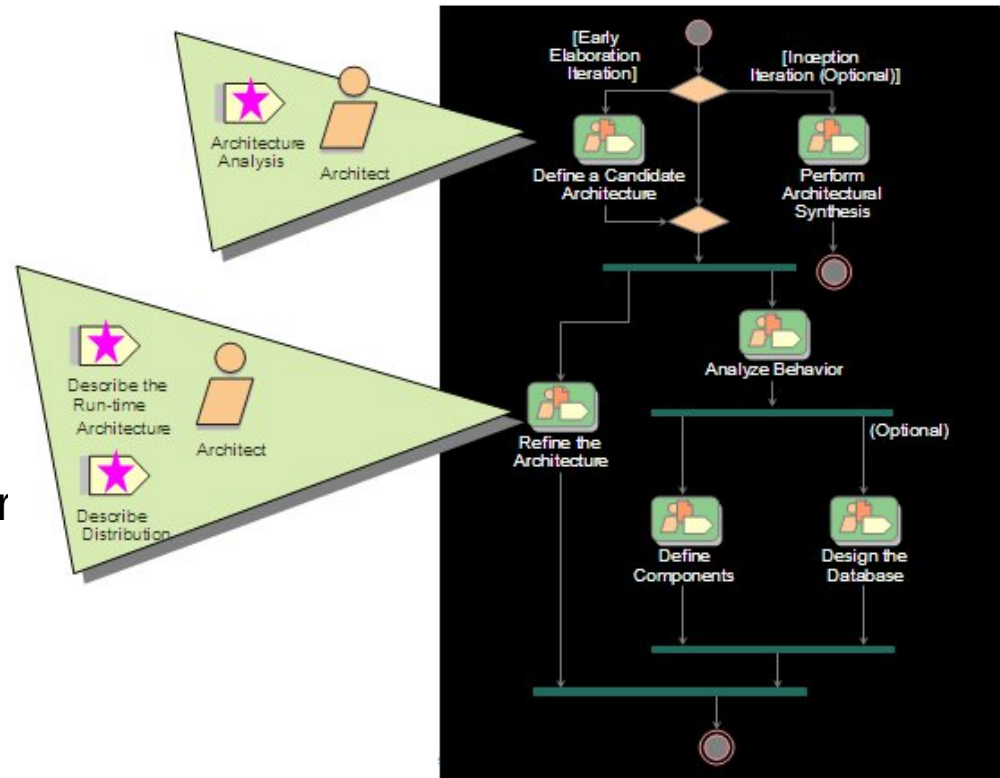 [Early
Elaboration
Iteration]
[Inception
Iteration (Optional)]
Architecture
Analysis
Architect
Define a Candidate
Architecture
Perform
Architectural
Synthesis
Describe the
Run-time
Architecture
Architect
Describe
Distribution
r
Analyze Behavior
Refine the
Architecture
(Optional)
Define
Components
Design the
Database